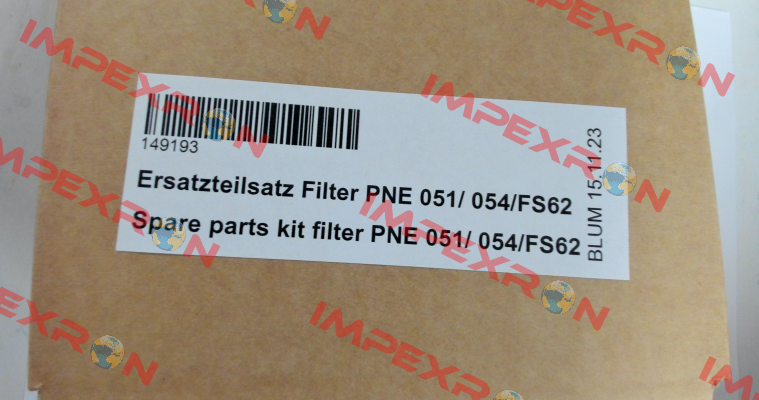 149193
Ersatzteilsatz Filter PNE 051/ 054/FS62
Spare parts kit filter PNE 051/ 054/FS62
BLUM 15.11.23
IMPEXRON
IMPEXRON
IMPEXRON
IMPEXRON
IMPEXRON
IMPEXRON